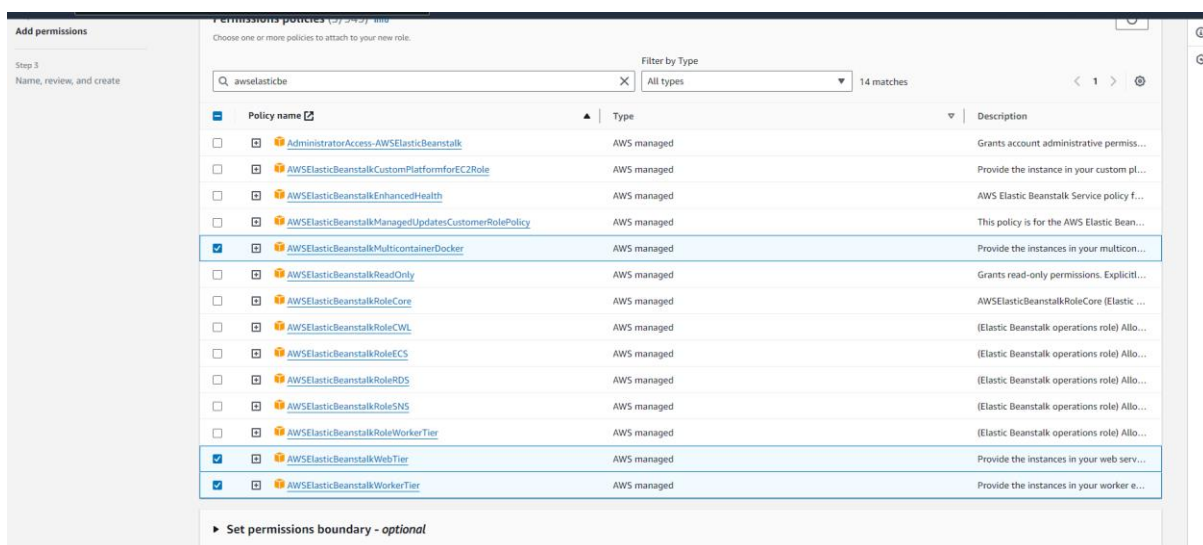 Add permissions
Step 3
Name, review, and create
Permissions policies (3/945) Info
Choose one or more policies to attach to your new role.
Filter by Type
awselasticbe
All types
14 matches
1
Policy name Type Description
AdministratorAccess-AWSElasticBeanstalk AWS managed Grants account administrative permiss...
AWSElasticBeanstalkCustomPlatformforEC2Role AWS managed Provide the instance in your custom pl...
AWSElasticBeanstalkEnhancedHealth AWS managed AWS Elastic Beanstalk Service policy f...
AWSElasticBeanstalkManagedUpdatesCustomerRolePolicy AWS managed This policy is for the AWS Elastic Bean...
AWSElasticBeanstalkMulticontainerDocker AWS managed Provide the instances in your multicon...
AWSElasticBeanstalkReadOnly AWS managed Grants read-only permissions. Explicitl...
AWSElasticBeanstalkRoleCore AWS managed AWSElasticBeanstalkRoleCore (Elastic ...
AWSElasticBeanstalkRoleCWL AWS managed (Elastic Beanstalk operations role) Allo...
AWSElasticBeanstalkRoleECS AWS managed (Elastic Beanstalk operations role) Allo...
AWSElasticBeanstalkRoleRDS AWS managed (Elastic Beanstalk operations role) Allo...
AWSElasticBeanstalkRoleSNS AWS managed (Elastic Beanstalk operations role) Allo...
AWSElasticBeanstalkRoleWorkerTier AWS managed (Elastic Beanstalk operations role) Allo...
AWSElasticBeanstalkWebTier AWS managed Provide the instances in your web serv...
AWSElasticBeanstalkWorkerTier AWS managed Provide the instances in your worker e...
Set permissions boundary - optional